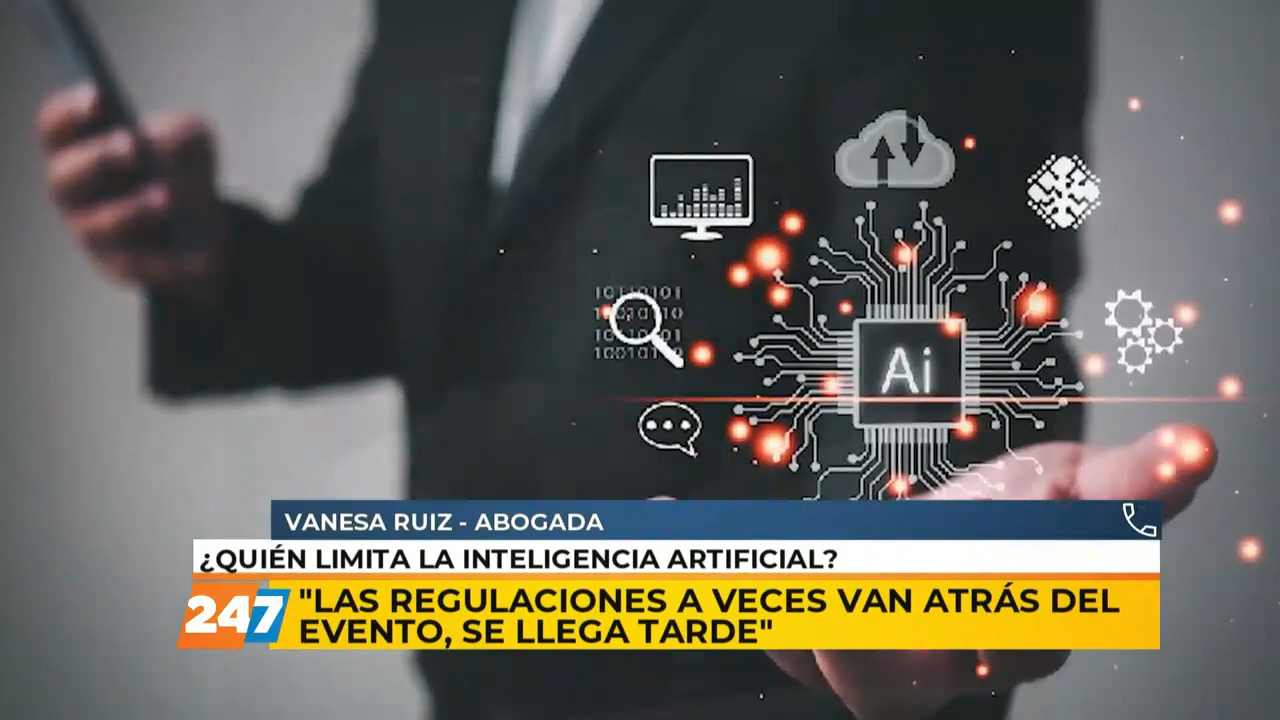 10110101
Ai
VANESA RUIZ - ABOGADA
¿QUIÉN LIMITA LA INTELIGENCIA ARTIFICIAL?
247
"LAS REGULACIONES A VECES VAN ATRÁS DEL
EVENTO, SE LLEGA TARDE"